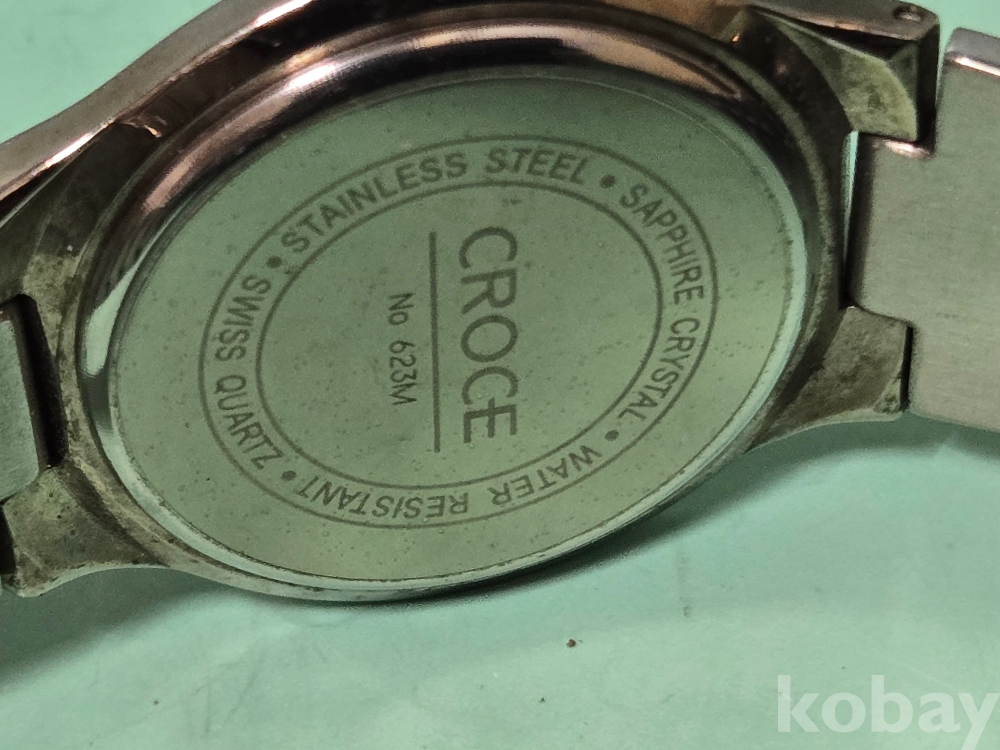 CROCE
No 623M
SWISS QUARTZ • STAINLESS STEEL • SAPPHIRE CRYSTAL • WATER RESISTANT •
kobay